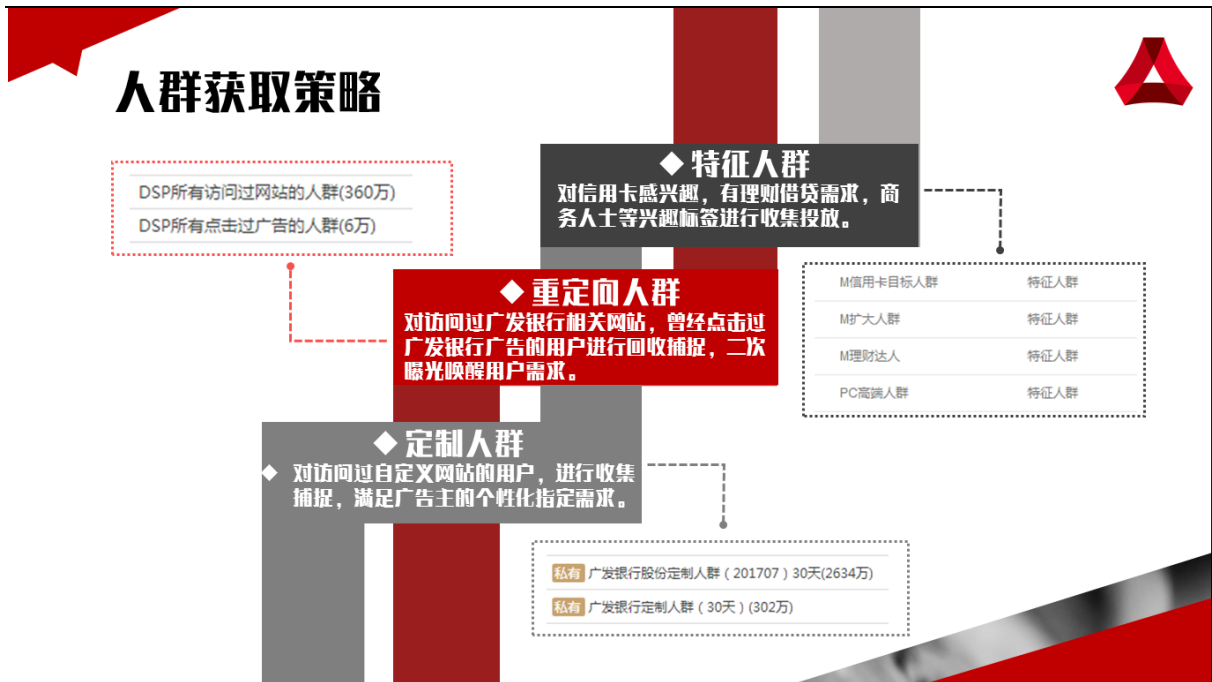 人群获取策略
DSP所有访问过网站的人群(360万)
DSP所有点击过广告的人群(6万)
◆ 特征人群
对信用卡感兴趣，有理财借贷需求，商
务人士等兴趣标签进行收集投放。
M信用卡目标人群 特征人群
M扩大人群 特征人群
M理财达人 特征人群
PC高端人群 特征人群
◆ 重定向人群
对访问过广发银行相关网站，曾经点击过
广发银行广告的用户进行回收捕捉，二次
曝光唤醒用户需求。
◆ 定制人群
◆ 对访问过自定义网站的用户，进行收集
捕捉，满足广告主的个性化指定需求。
私有 广发银行股份定制人群（201707）30天(2634万)
私有 广发银行定制人群（30天）(302万)